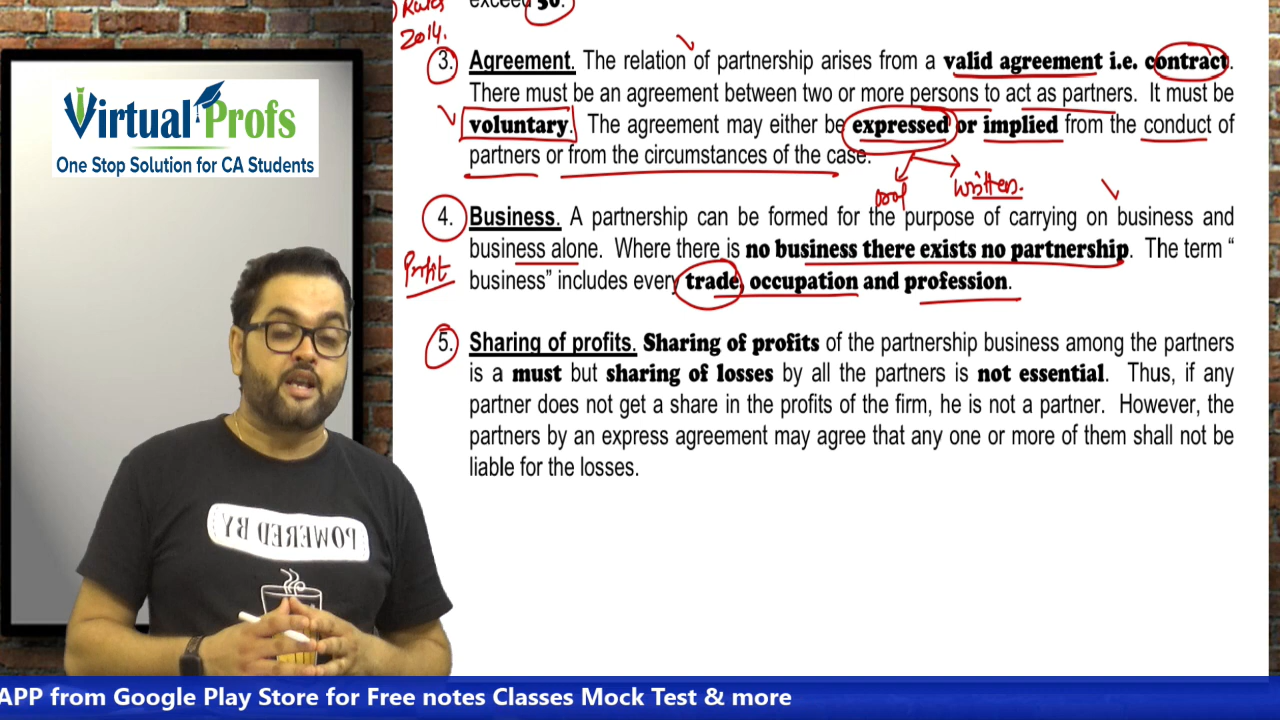 Rules
exceed 50.
2014.
3. Agreement. The relation of partnership arises from a valid agreement i.e. contract.
There must be an agreement between two or more persons to act as partners. It must be
voluntary. The agreement may either be expressed or implied from the conduct of
partners or from the circumstances of the case.
oral
written.
4. Business. A partnership can be formed for the purpose of carrying on business and
business alone. Where there is no business there exists no partnership. The term “
Profit
business” includes every trade, occupation and profession.
5. Sharing of profits. Sharing of profits of the partnership business among the partners
is a must but sharing of losses by all the partners is not essential. Thus, if any
partner does not get a share in the profits of the firm, he is not a partner. However, the
partners by an express agreement may agree that any one or more of them shall not be
liable for the losses.
Virtual Profs
One Stop Solution for CA Students
POWERED BY
APP from Google Play Store for Free notes Classes Mock Test & more